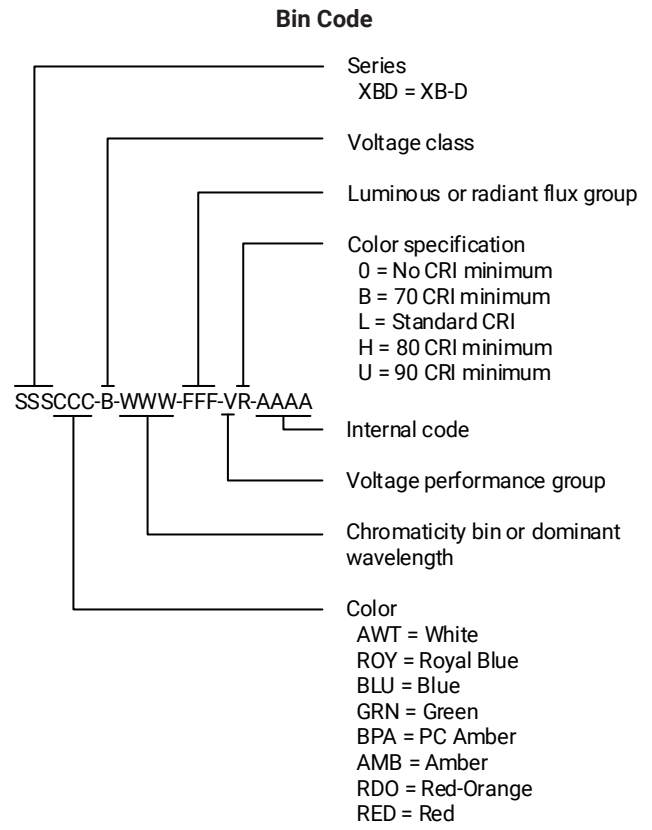 Bin Code
Series
XBD = XB-D
Voltage class
Luminous or radiant flux group
Color specification
0 = No CRI minimum
B = 70 CRI minimum
L = Standard CRI
H = 80 CRI minimum
U = 90 CRI minimum
SSSCCC-B-WWW-FFF-VR-AAAA
Internal code
Voltage performance group
Chromaticity bin or dominant
wavelength
Color
AWT = White
ROY = Royal Blue
BLU = Blue
GRN = Green
BPA = PC Amber
AMB = Amber
RDO = Red-Orange
RED = Red